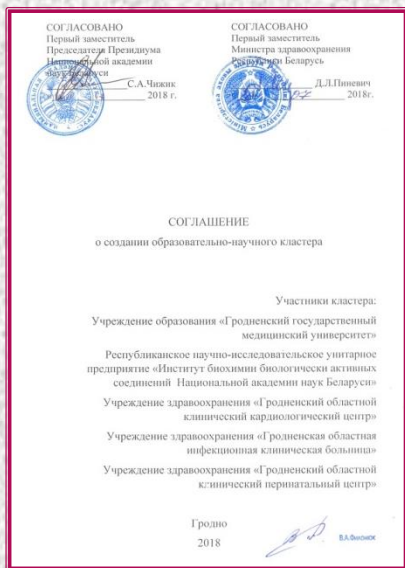 СОГЛАСОВАНО
Первый заместитель
Председателя Президиума
Национальной академии
наук Беларуси
С.А.Чижик
2018 г.
СОГЛАСОВАНО
Первый заместитель
Министра здравоохранения
Республики Беларусь
Д.Л.Пиневич
2018г.
СОГЛАШЕНИЕ
о создании образовательно-научного кластера
Участники кластера:
Учреждение образования «Гродненский государственный
медицинский университет»
Республиканское научно-исследовательское унитарное
предприятие «Институт биохимии биологически активных
соединений Национальной академии наук Беларуси»
Учреждение здравоохранения «Гродненский областной
клинический кардиологический центр»
Учреждение здравоохранения «Гродненская областная
инфекционная клиническая больница»
Учреждение здравоохранения «Гродненский областной
клинический перинатальный центр»
Гродно
2018